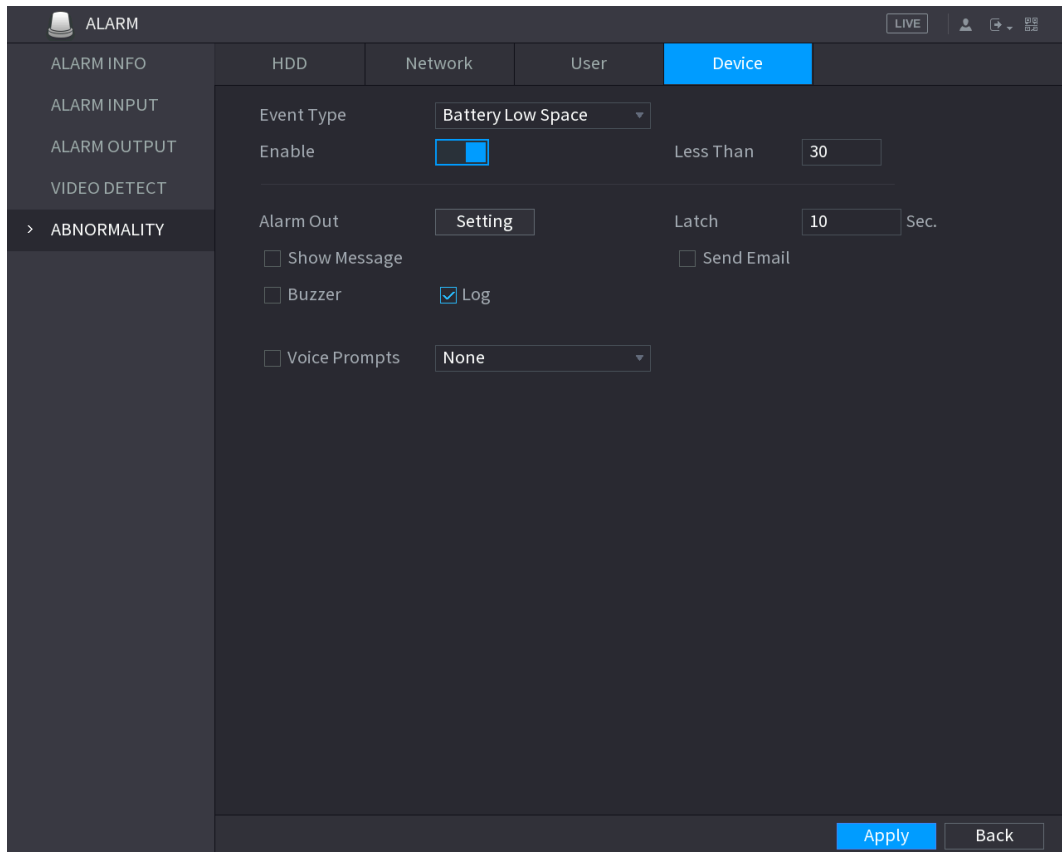 ALARM LIVE
ALARM INFO
ALARM INPUT
ALARM OUTPUT
VIDEO DETECT
ABNORMALITY
HDD Network User Device
Event Type Battery Low Space
Enable Less Than 30
Alarm Out Setting Latch 10 Sec.
Show Message Send Email
Buzzer Log
Voice Prompts None
Apply Back